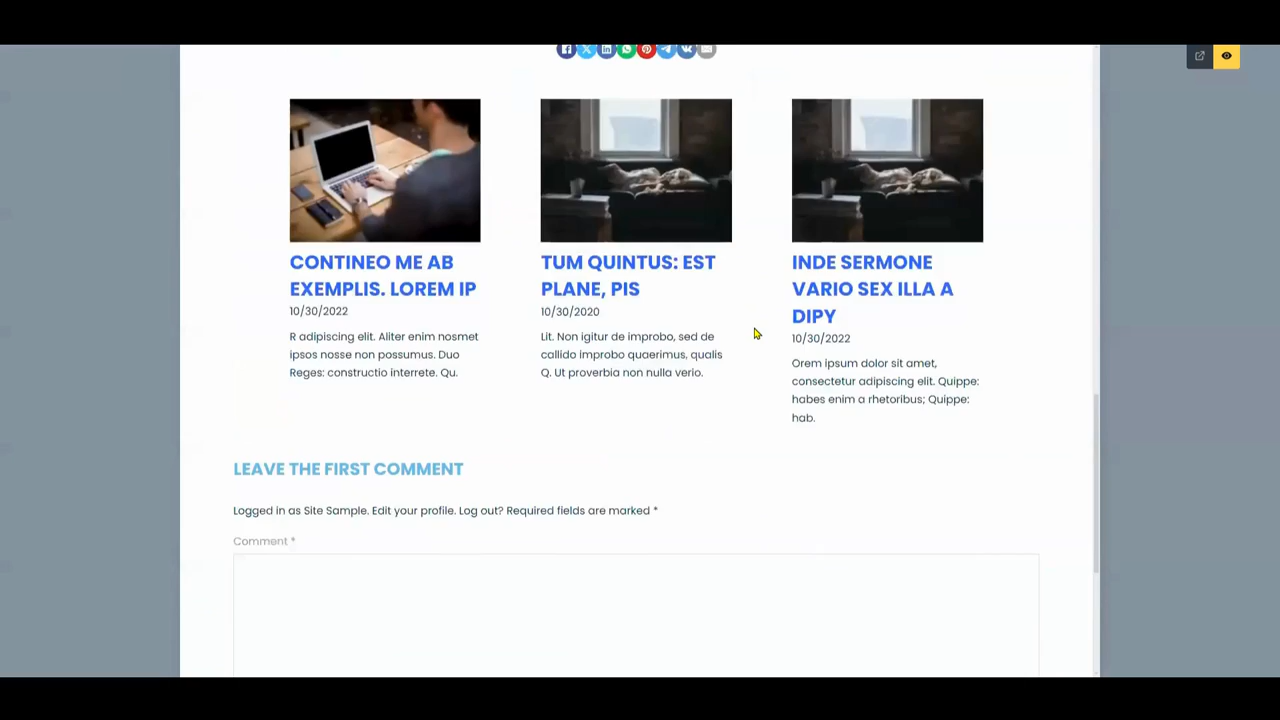 CONTINEO ME AB
EXEMPLIS. LOREM IP
10/30/2022
R adipiscing elit. Aliter enim nosmet
ipsos nosse non possumus. Duo
Reges: constructio interrete. Qu.
TUM QUINTUS: EST
PLANE, PIS
10/30/2020
Lit. Non igitur de improbo, sed de
callido improbo quaerimus, qualis
Q. Ut proverbia non nulla verio.
INDE SERMONE
VARIO SEX ILLA A
DIPY
10/30/2022
Orem ipsum dolor sit amet,
consectetur adipiscing elit. Quippe:
habes enim a rhetoribus; Quippe:
hab.
LEAVE THE FIRST COMMENT
Logged in as Site Sample. Edit your profile. Log out? Required fields are marked *
Comment *